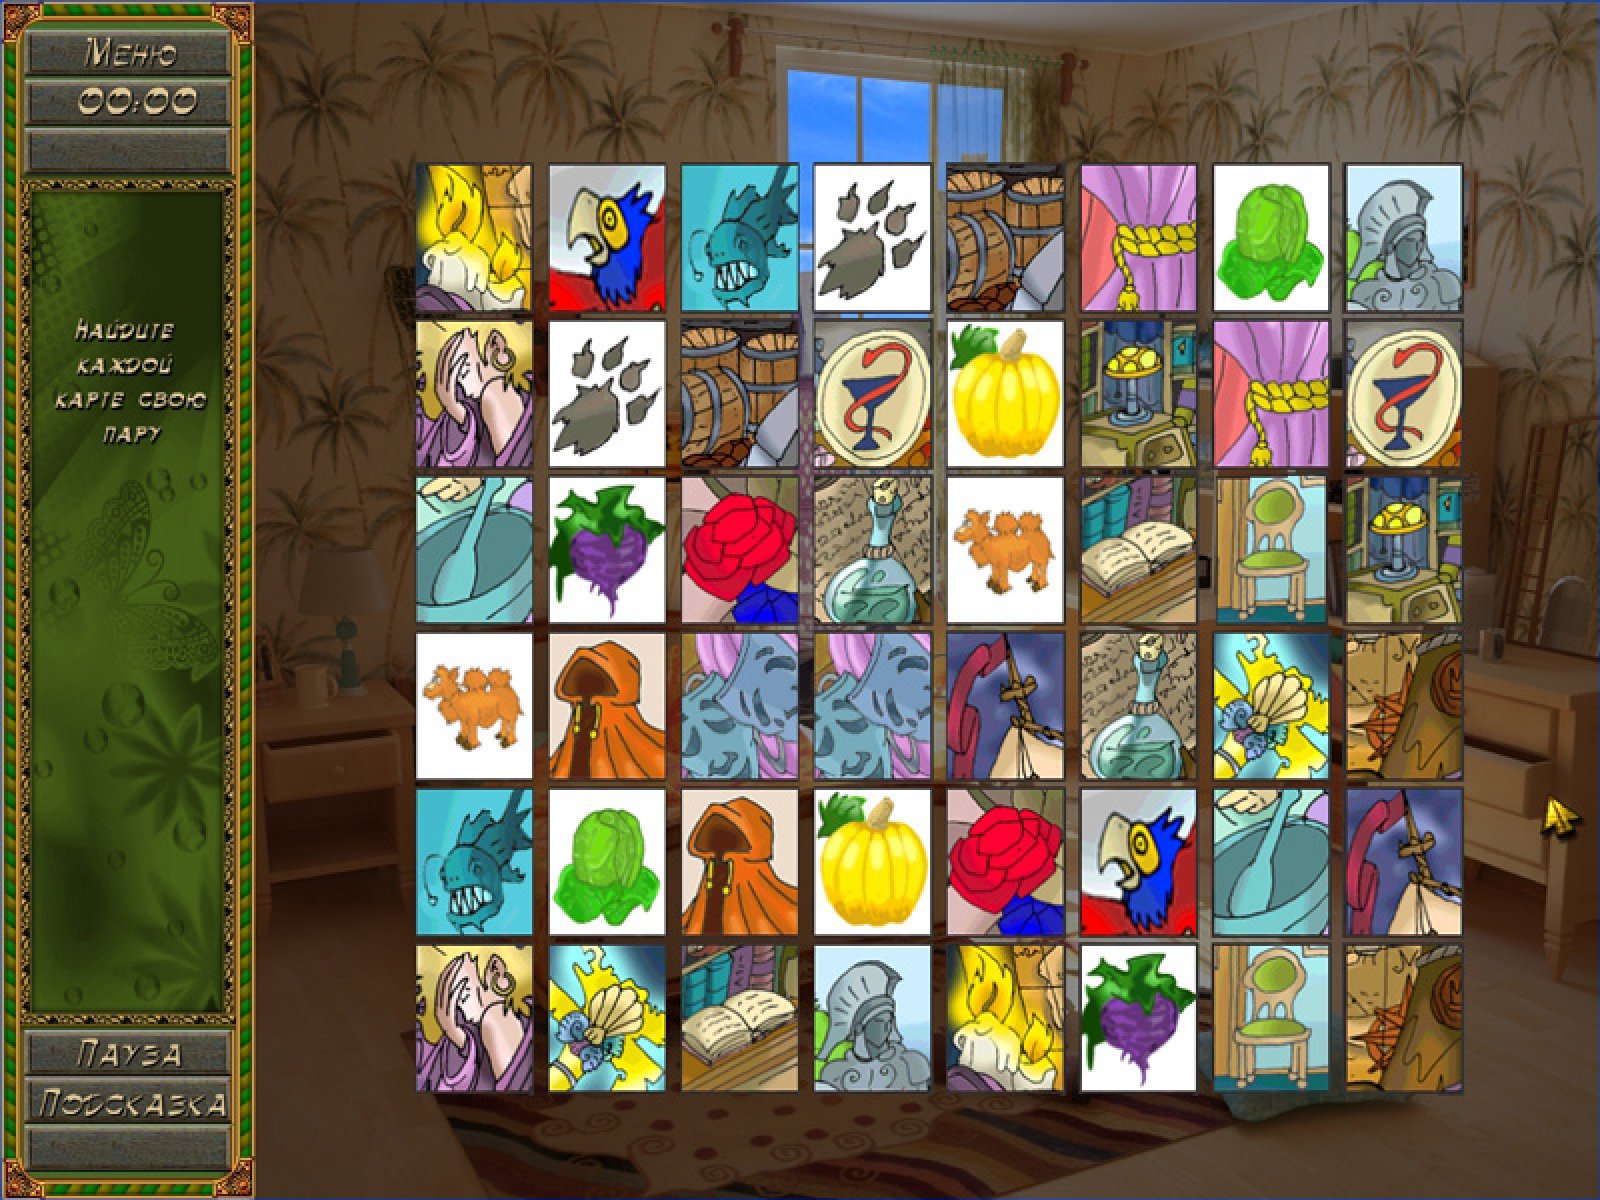 Меню
00:00
Найдите
каждой
карте свою
пару
Пауза
Подсказка